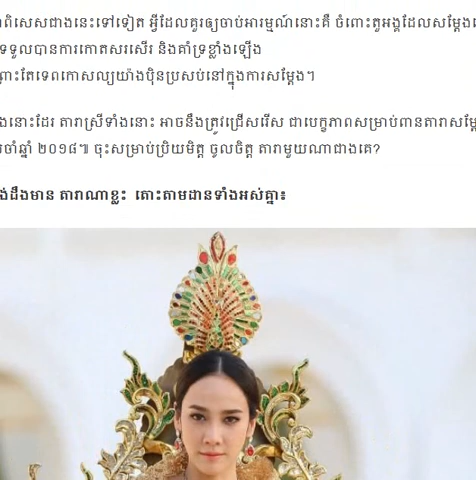 ពិសេសជាងនេះទៅទៀត អ្វីដែលគួរឲ្យចាប់អារម្មណ៍នោះគឺ ចំពោះតួអង្គដែលសម្ដែង
ទទួលបានការកោតសរសើរ និងគាំទ្រខ្លាំងឡើង
ព្រោះតែទេពកោសល្យយ៉ាងប៉ិនប្រសប់នៅក្នុងការសម្ដែង។
នោះដែរ តារាស្រីទាំងនោះ អាចនឹងត្រូវជ្រើសរើស ជាបេក្ខភាពសម្រាប់ពានតារាសម្ដែ
ចាំឆ្នាំ ២០១៨៕ ចុះសម្រាប់ប្រិយមិត្ត ចូលចិត្ត តារាមួយណាជាងគេ?
ង់ដឹងមាន តារាណាខ្លះ តោះតាមដានទាំងអស់គ្នា៖